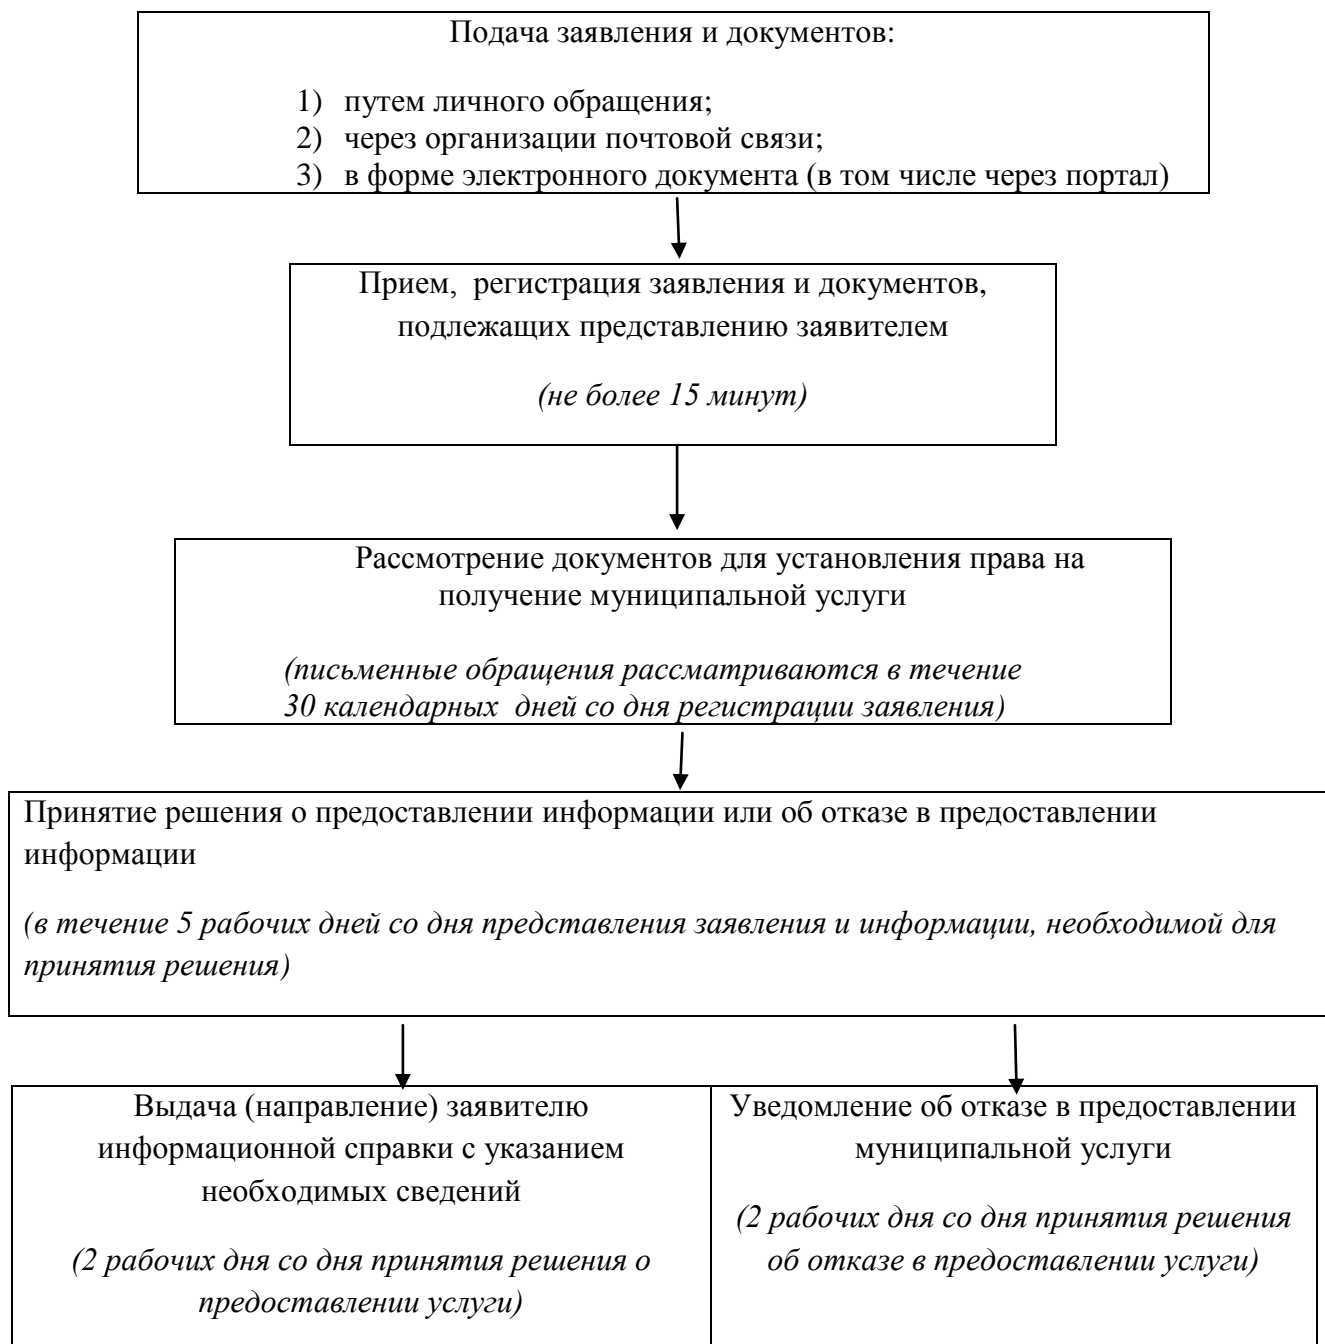 Подача заявления и документов:
1) путем личного обращения;
2) через организации почтовой связи;
3) в форме электронного документа (в том числе через портал)
Прием, регистрация заявления и документов,
подлежащих представлению заявителем
(не более 15 минут)
Рассмотрение документов для установления права на
получение муниципальной услуги
(письменные обращения рассматриваются в течение
30 календарных дней со дня регистрации заявления)
Принятие решения о предоставлении информации или об отказе в предоставлении
информации
(в течение 5 рабочих дней со дня представления заявления и информации, необходимой для
принятия решения)
Выдача (направление) заявителю
информационной справки с указанием
необходимых сведений
(2 рабочих дня со дня принятия решения о
предоставлении услуги)
Уведомление об отказе в предоставлении
муниципальной услуги
(2 рабочих дня со дня принятия решения
об отказе в предоставлении услуги)